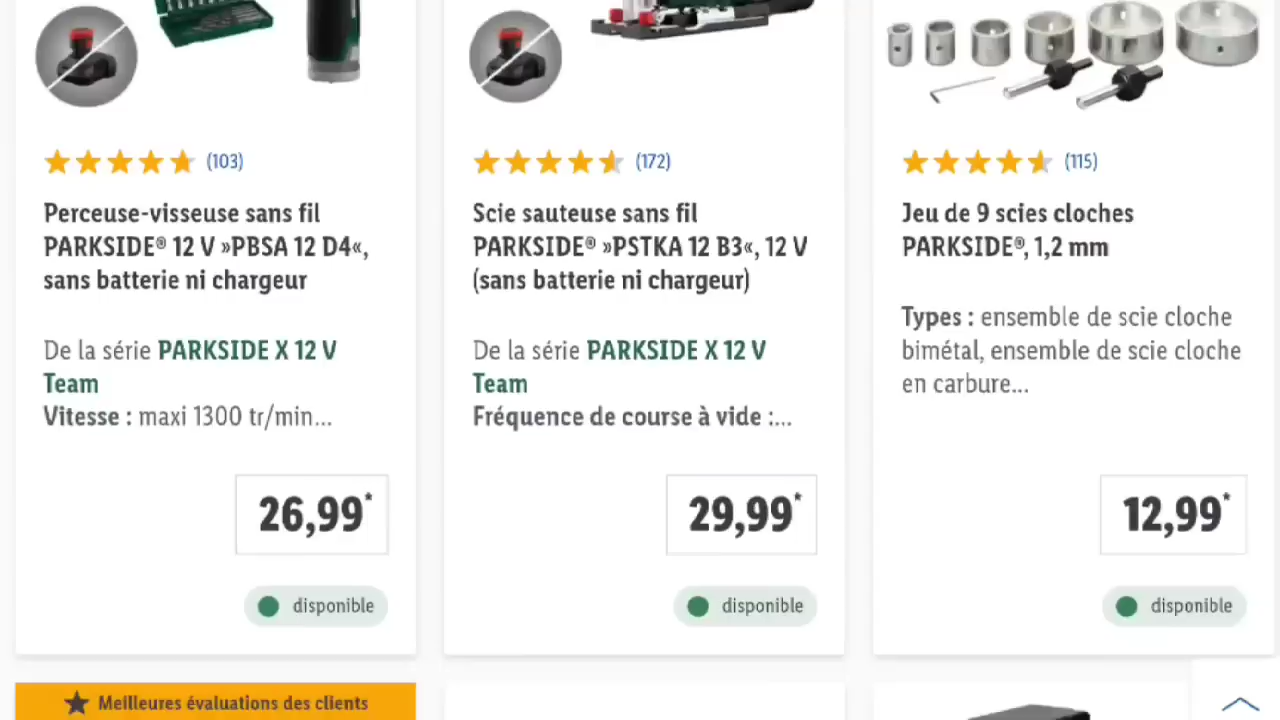 (103)
Perceuse-visseuse sans fil
PARKSIDE® 12 V »PBSA 12 D4«,
sans batterie ni chargeur
De la série PARKSIDE X 12 V
Team
Vitesse : maxi 1300 tr/min...
26,99*
disponible
(172)
Scie sauteuse sans fil
PARKSIDE® »PSTKA 12 B3«, 12 V
(sans batterie ni chargeur)
De la série PARKSIDE X 12 V
Team
Fréquence de course à vide :...
29,99*
disponible
(115)
Jeu de 9 scies cloches
PARKSIDE®, 1,2 mm
Types : ensemble de scie cloche
bimétal, ensemble de scie cloche
en carbure...
12,99*
disponible
Meilleures évaluations des clients